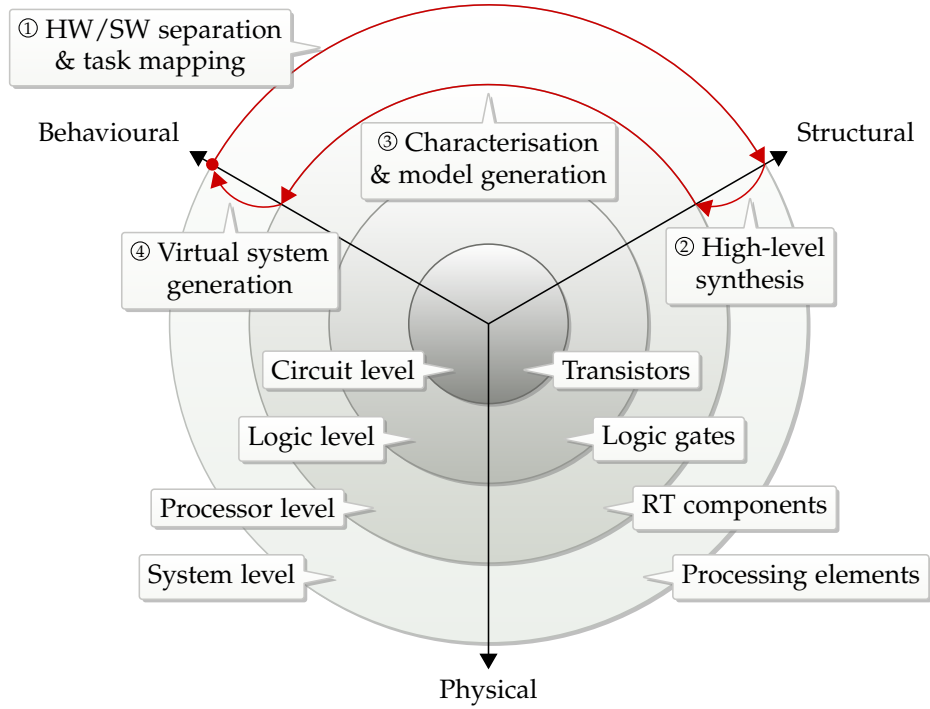 ① HW/SW separation
& task mapping
Behavioural
③ Characterisation
& model generation
Structural
④ Virtual system
generation
② High-level
synthesis
Circuit level
Transistors
Logic level
Logic gates
Processor level
RT components
System level
Processing elements
Physical